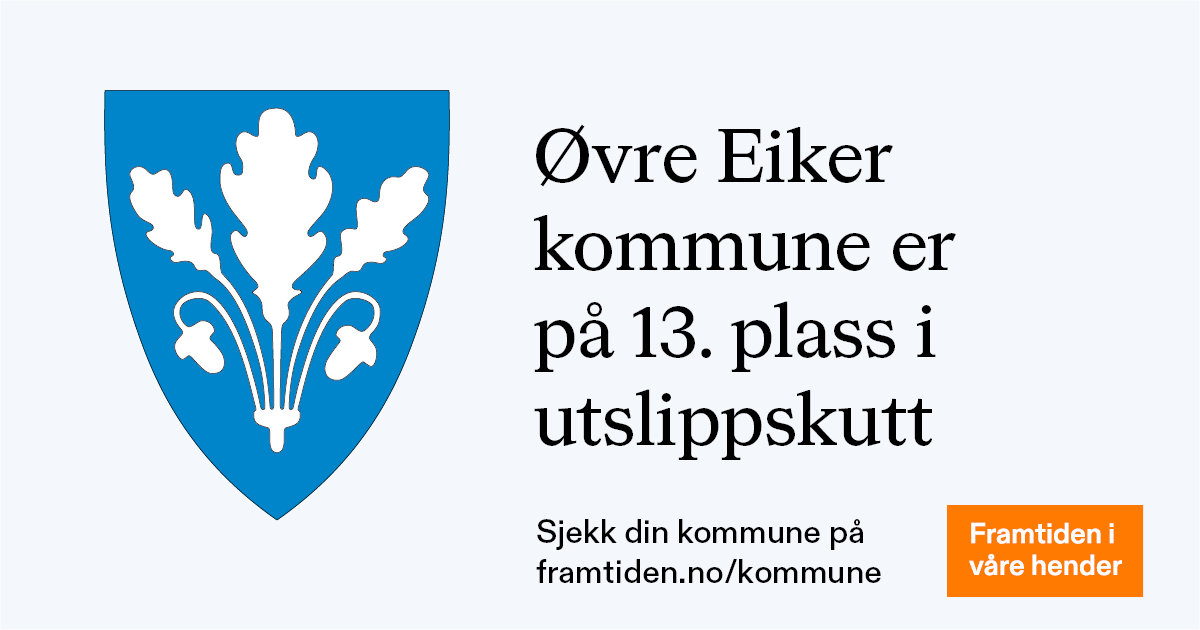 Øvre Eiker
kommune er
på 13. plass i
utslippskutt
Sjekk din kommune på
framtiden.no/kommune
Framtiden i
våre hender